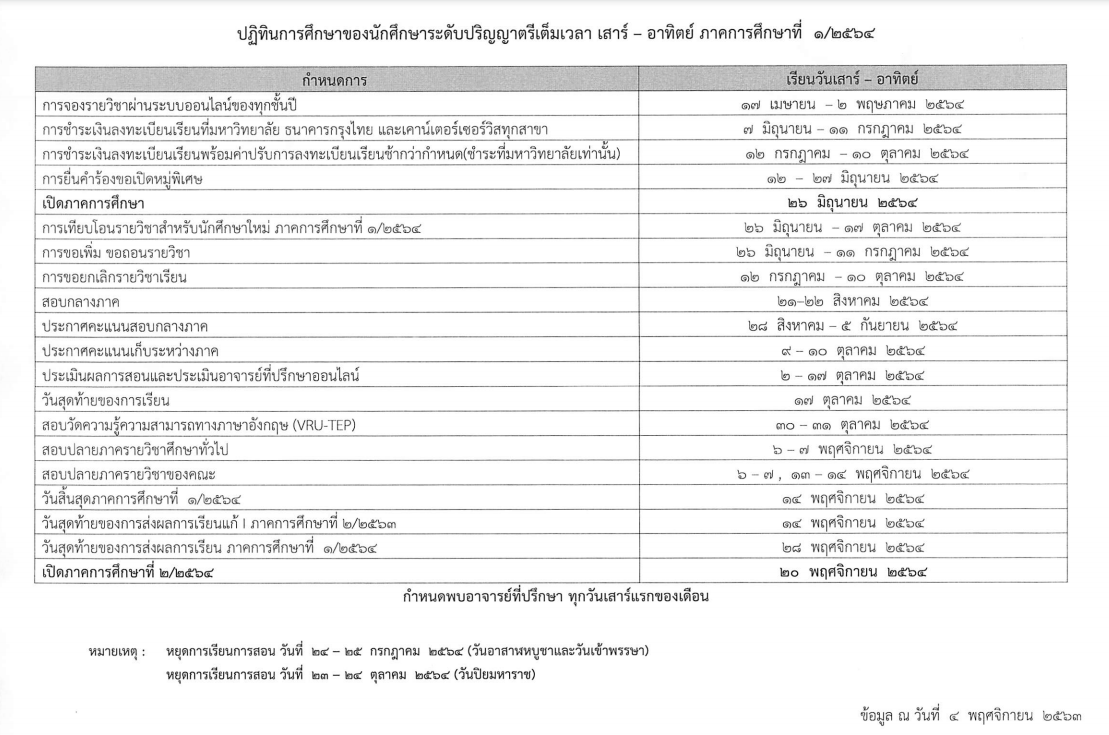 ปฏิทินการศึกษาของนักศึกษาระดับปริญญาตรีเต็มเวลา เสาร์ – อาทิตย์ ภาคการศึกษาที่ ๑/๒๕๖๔
กำหนดการ เรียนวันเสาร์ – อาทิตย์
การจองรายวิชาผ่านระบบออนไลน์ของทุกชั้นปี ๑๗ เมษายน – ๒ พฤษภาคม ๒๕๖๔
การชำระเงินลงทะเบียนเรียนที่มหาวิทยาลัย ธนาคารกรุงไทย และเคาน์เตอร์เซอร์วิสทุกสาขา ๗ มิถุนายน – ๑๑ กรกฎาคม ๒๕๖๔
การชำระเงินลงทะเบียนเรียนพร้อมค่าปรับการลงทะเบียนเรียนช้ากว่ากำหนด(ชำระที่มหาวิทยาลัยเท่านั้น) ๑๒ กรกฎาคม – ๑๐ ตุลาคม ๒๕๖๔
การยื่นคำร้องขอเปิดหมู่พิเศษ ๑๒ – ๒๗ มิถุนายน ๒๕๖๔
เปิดภาคการศึกษา ๒๖ มิถุนายน ๒๕๖๔
การเทียบโอนรายวิชาสำหรับนักศึกษาใหม่ ภาคการศึกษาที่ ๑/๒๕๖๔ ๒๖ มิถุนายน – ๑๗ ตุลาคม ๒๕๖๔
การขอเพิ่ม ขอถอนรายวิชา ๒๖ มิถุนายน – ๑๑ กรกฎาคม ๒๕๖๔
การขอยกเลิกรายวิชาเรียน ๑๒ กรกฎาคม – ๑๐ ตุลาคม ๒๕๖๔
สอบกลางภาค ๒๑–๒๒ สิงหาคม ๒๕๖๔
ประกาศคะแนนสอบกลางภาค ๒๘ สิงหาคม – ๕ กันยายน ๒๕๖๔
ประกาศคะแนนเก็บระหว่างภาค ๙ – ๑๐ ตุลาคม ๒๕๖๔
ประเมินผลการสอนและประเมินอาจารย์ที่ปรึกษาออนไลน์ ๒ – ๑๗ ตุลาคม ๒๕๖๔
วันสุดท้ายของการเรียน ๑๗ ตุลาคม ๒๕๖๔
สอบวัดความรู้ความสามารถทางภาษาอังกฤษ (VRU-TEP) ๓๐ – ๓๑ ตุลาคม ๒๕๖๔
สอบปลายภาครายวิชาศึกษาทั่วไป ๖ – ๗ พฤศจิกายน ๒๕๖๔
สอบปลายภาครายวิชาของคณะ ๖ – ๗ , ๑๓ – ๑๔ พฤศจิกายน ๒๕๖๔
วันสิ้นสุดภาคการศึกษาที่ ๑/๒๕๖๔ ๑๔ พฤศจิกายน ๒๕๖๔
วันสุดท้ายของการส่งผลการเรียนแก้ I ภาคการศึกษาที่ ๒/๒๕๖๓ ๑๔ พฤศจิกายน ๒๕๖๔
วันสุดท้ายของการส่งผลการเรียน ภาคการศึกษาที่ ๑/๒๕๖๔ ๒๘ พฤศจิกายน ๒๕๖๔
เปิดภาคการศึกษาที่ ๒/๒๕๖๔ ๒๐ พฤศจิกายน ๒๕๖๔
กำหนดพบอาจารย์ที่ปรึกษา ทุกวันเสาร์แรกของเดือน
หมายเหตุ : หยุดการเรียนการสอน วันที่ ๒๔ – ๒๕ กรกฎาคม ๒๕๖๔ (วันอาสาฬหบูชาและวันเข้าพรรษา)
หยุดการเรียนการสอน วันที่ ๒๓ – ๒๔ ตุลาคม ๒๕๖๔ (วันปิยมหาราช)
ข้อมูล ณ วันที่ ๔ พฤศจิกายน ๒๕๖๓